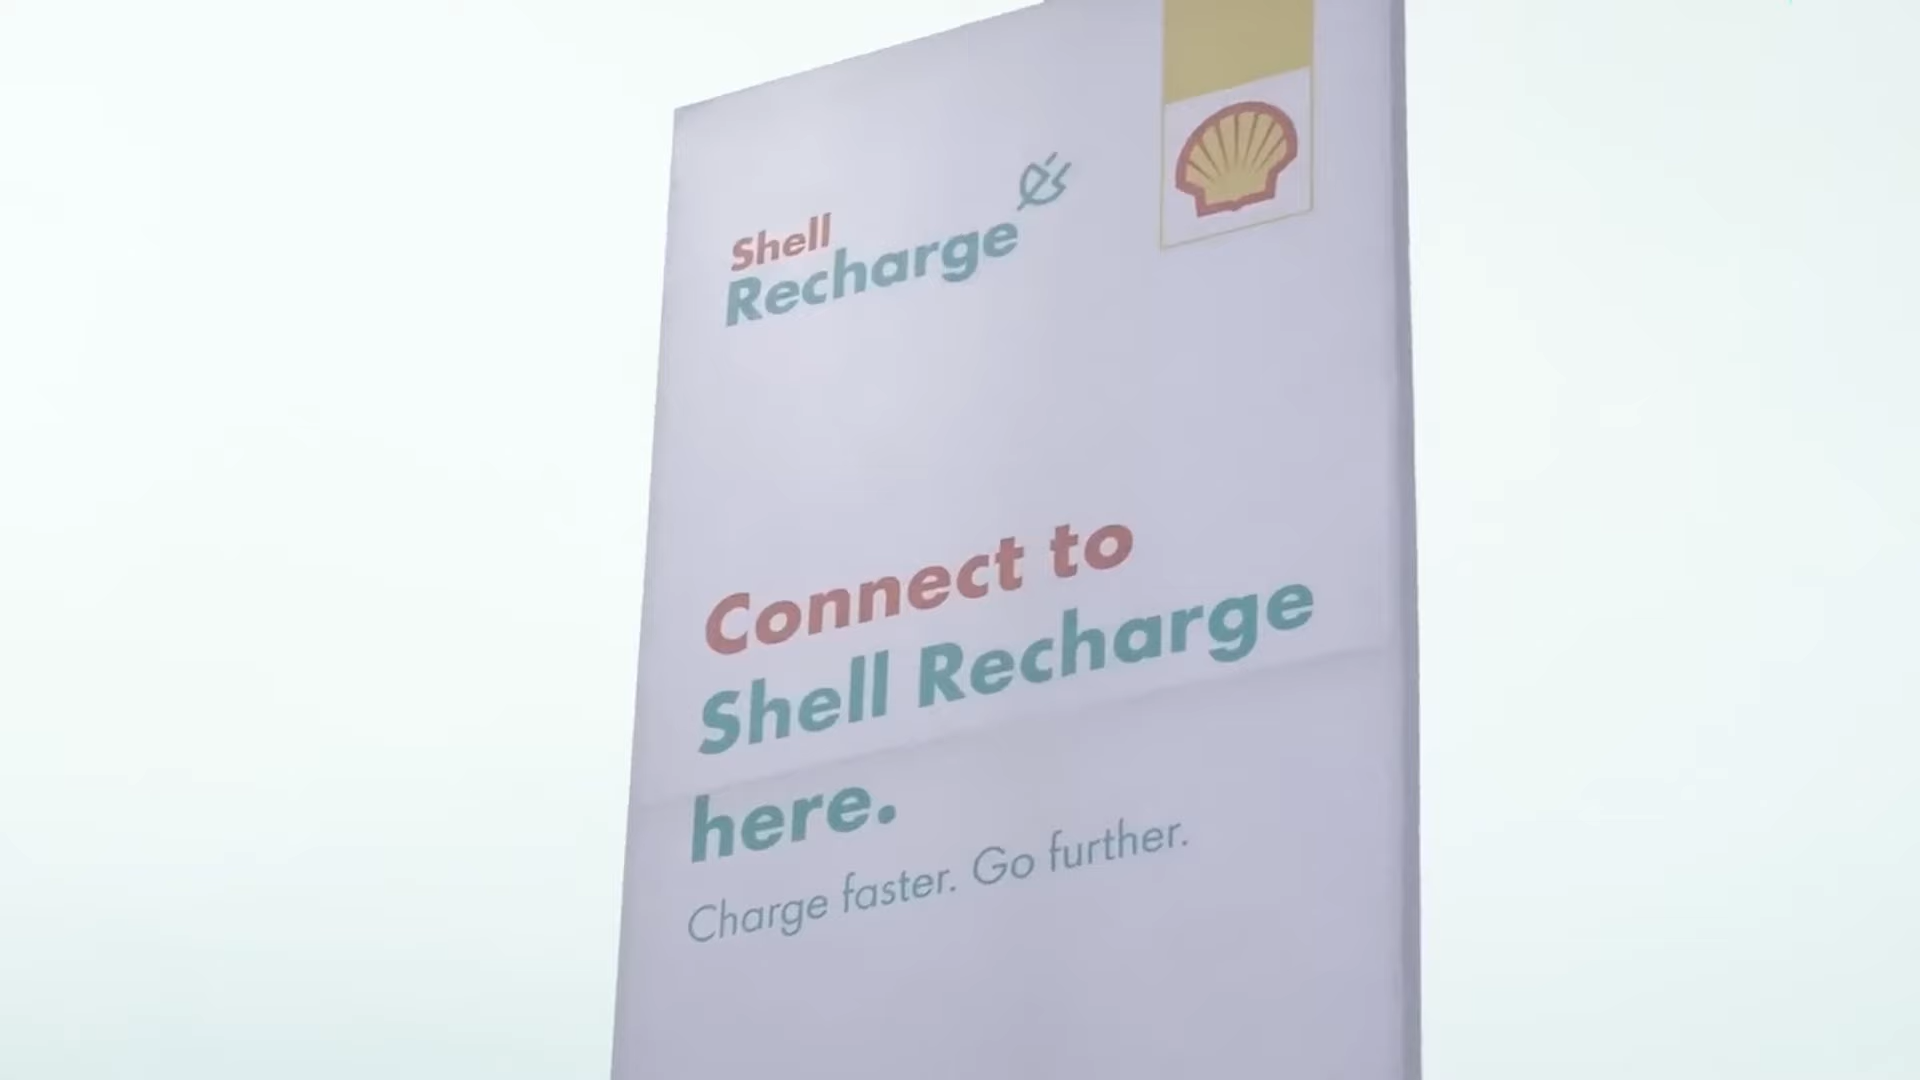 Shell
Recharge
Connect to
Shell Recharge
here.
Charge faster. Go further.